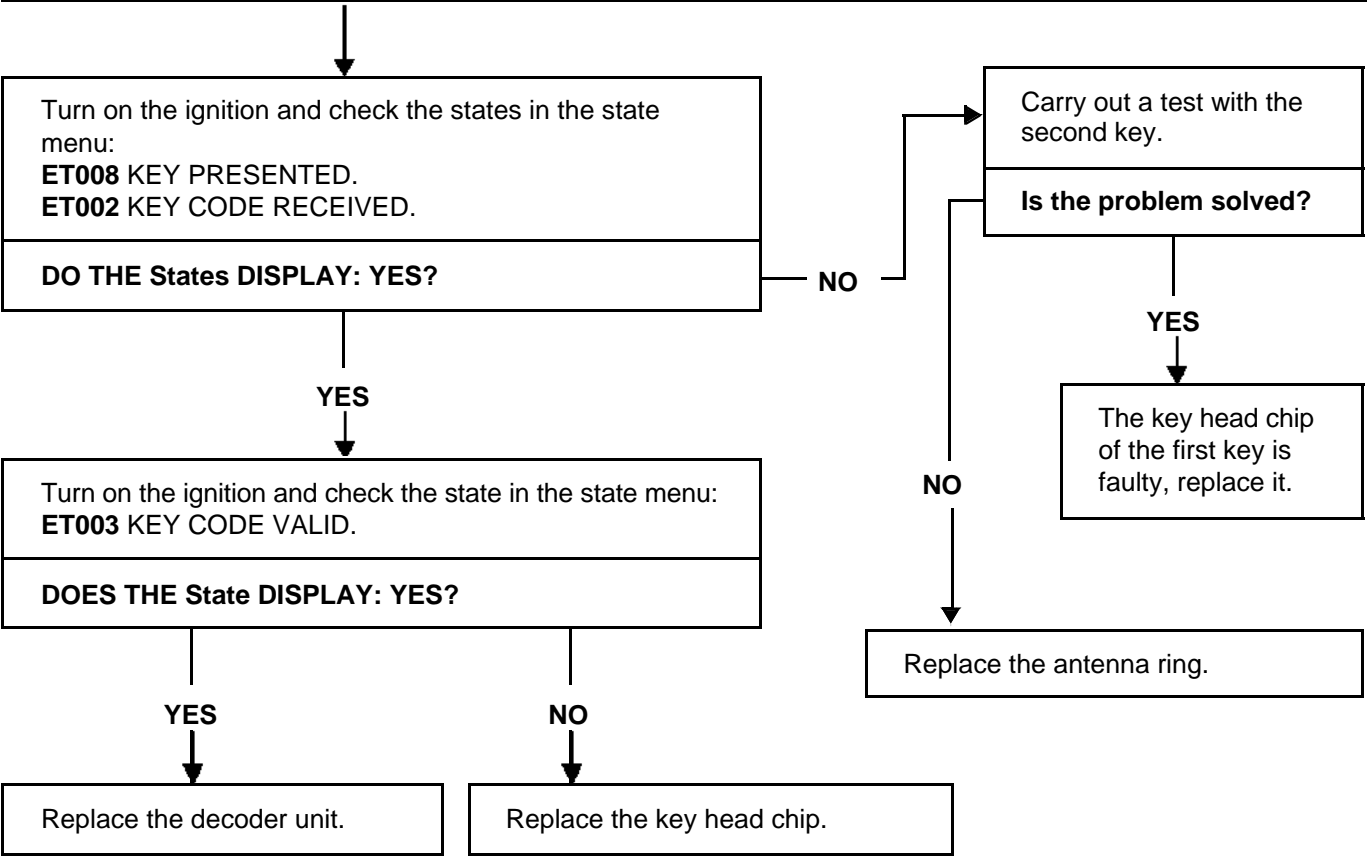 Turn on the ignition and check the states in the state
menu:
ET008 KEY PRESENTED.
ET002 KEY CODE RECEIVED.
DO THE States DISPLAY: YES?
NO
Carry out a test with the
second key.
Is the problem solved?
YES
The key head chip
of the first key is
faulty, replace it.
NO
Replace the antenna ring.
YES
Turn on the ignition and check the state in the state menu:
ET003 KEY CODE VALID.
DOES THE State DISPLAY: YES?
YES
NO
Replace the decoder unit.
Replace the key head chip.